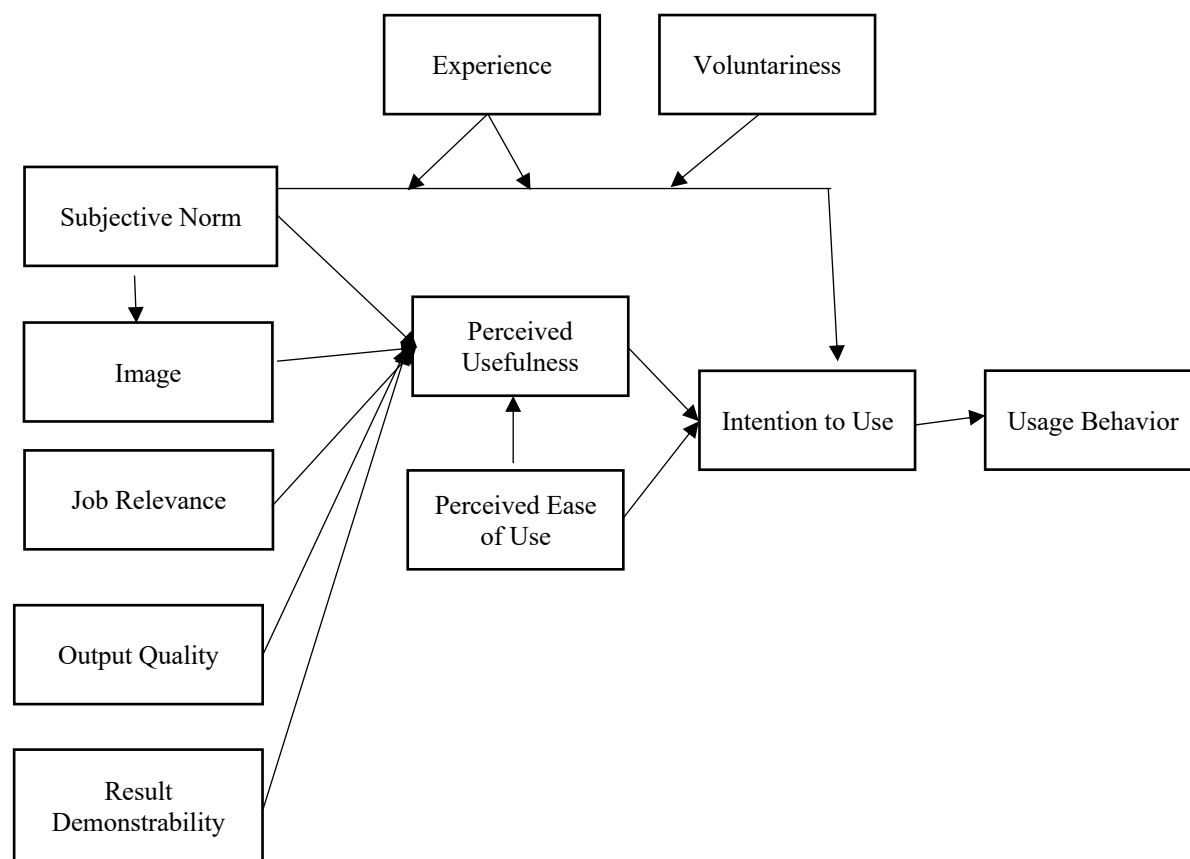 Experience
Voluntariness
Subjective Norm
Image
Perceived
Usefulness
Intention to Use
Usage Behavior
Job Relevance
Perceived Ease
of Use
Output Quality
Result
Demonstrability